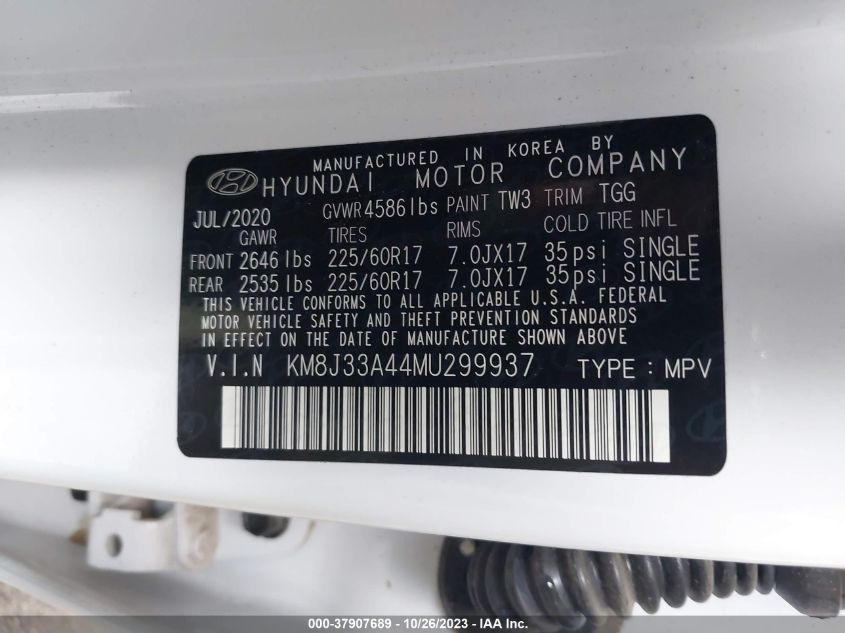 MANUFACTURED IN KOREA BY
HYUNDAI MOTOR COMPANY
JUL/2020 GVWR 4586 lbs PAINT TW3 TRIM TGG
GAWR TIRES RIMS COLD TIRE INFL
FRONT 2646 lbs 225/60R17 7.0JX17 35psi SINGLE
REAR 2535 lbs 225/60R17 7.0JX17 35psi SINGLE
THIS VEHICLE CONFORMS TO ALL APPLICABLE U.S.A. FEDERAL
MOTOR VEHICLE SAFETY AND THEFT PREVENTION STANDARDS
IN EFFECT ON THE DATE OF MANUFACTURE SHOWN ABOVE
V.I.N KM8J33A44MU299937 TYPE : MPV
000-37907689 - 10/26/2023 - IAA Inc.